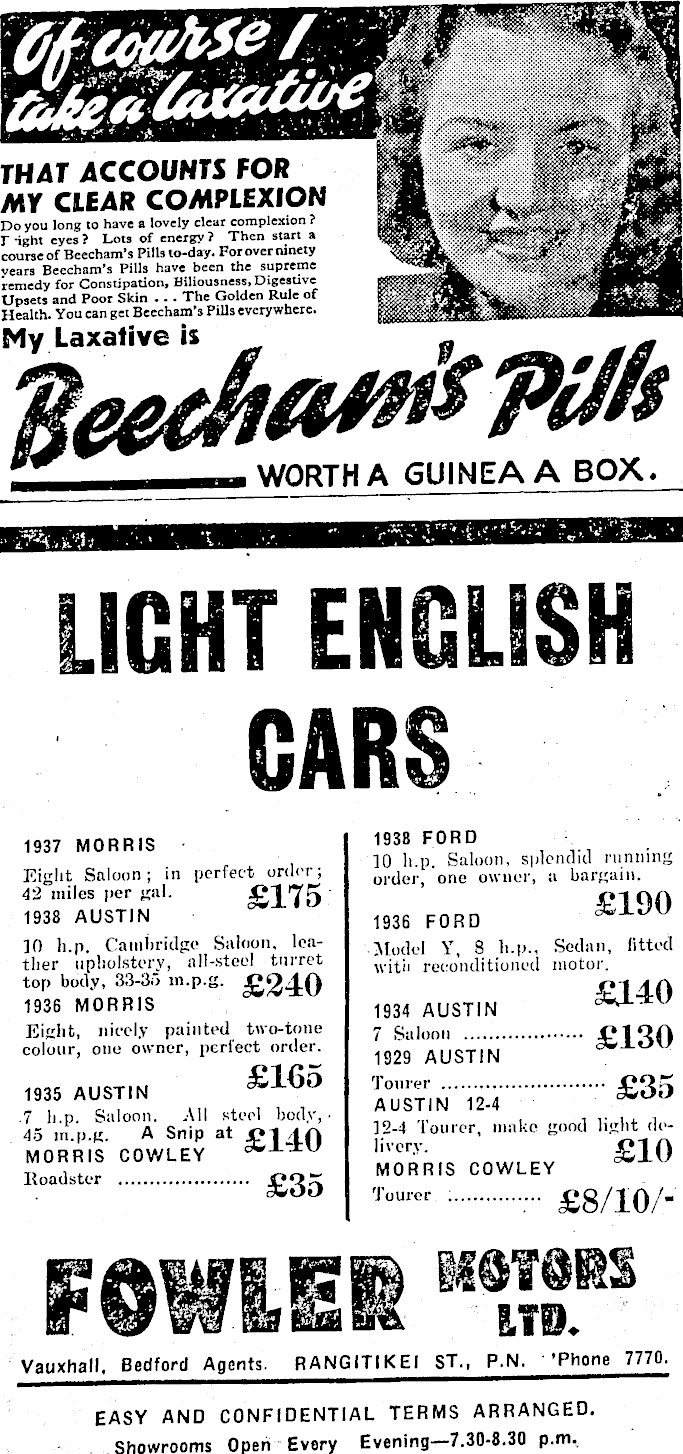 Of course I
take a laxative
THAT ACCOUNTS FOR
MY CLEAR COMPLEXION
Do you long to have a lovely clear complexion?
ight eyes? Lots of energy? Then start a
course of Beecham's Pills to-day. For over ninety
years Beecham's Pills have been the supreme
remedy for Constipation, Biliousness, Digestive
Upsets and Poor Skin . . . The Golden Rule of
Health. You can get Beecham's Pills everywhere.
My Laxative is
Beecham's Pills
WORTH A GUINEA A BOX.
LIGHT ENGLISH
CARS
1937 MORRIS
Eight Saloon; in perfect order;
42 miles per gal. £175
1938 AUSTIN
10 h.p. Cambridge Saloon, lea-
ther upholstery, all-steel turret
top body, 33-35 m.p.g. £240
1936 MORRIS
Eight, nicely painted two-tone
colour, one owner, perfect order.
£165
1935 AUSTIN
7 h.p. Saloon. All steel body,
45 m.p.g. A Snip at £140
MORRIS COWLEY
Roadster ...................... £35
1938 FORD
10 h.p. Saloon, splendid running
order, one owner, a bargain.
£190
1936 FORD
Model Y, 8 h.p., Sedan, fitted
with reconditioned motor.
£140
1934 AUSTIN
7 Saloon .................... £130
1929 AUSTIN
Tourer ........................... £35
AUSTIN 12-4
12-4 Tourer, make good light de-
livery. £10
MORRIS COWLEY
Tourer ............... £8/10/-
FOWLER MOTORS
LTD.
Vauxhall, Bedford Agents. RANGITIKEI ST., P.N. 'Phone 7770.
EASY AND CONFIDENTIAL TERMS ARRANGED.
Showrooms Open Every Evening—7.30-8.30 p.m.